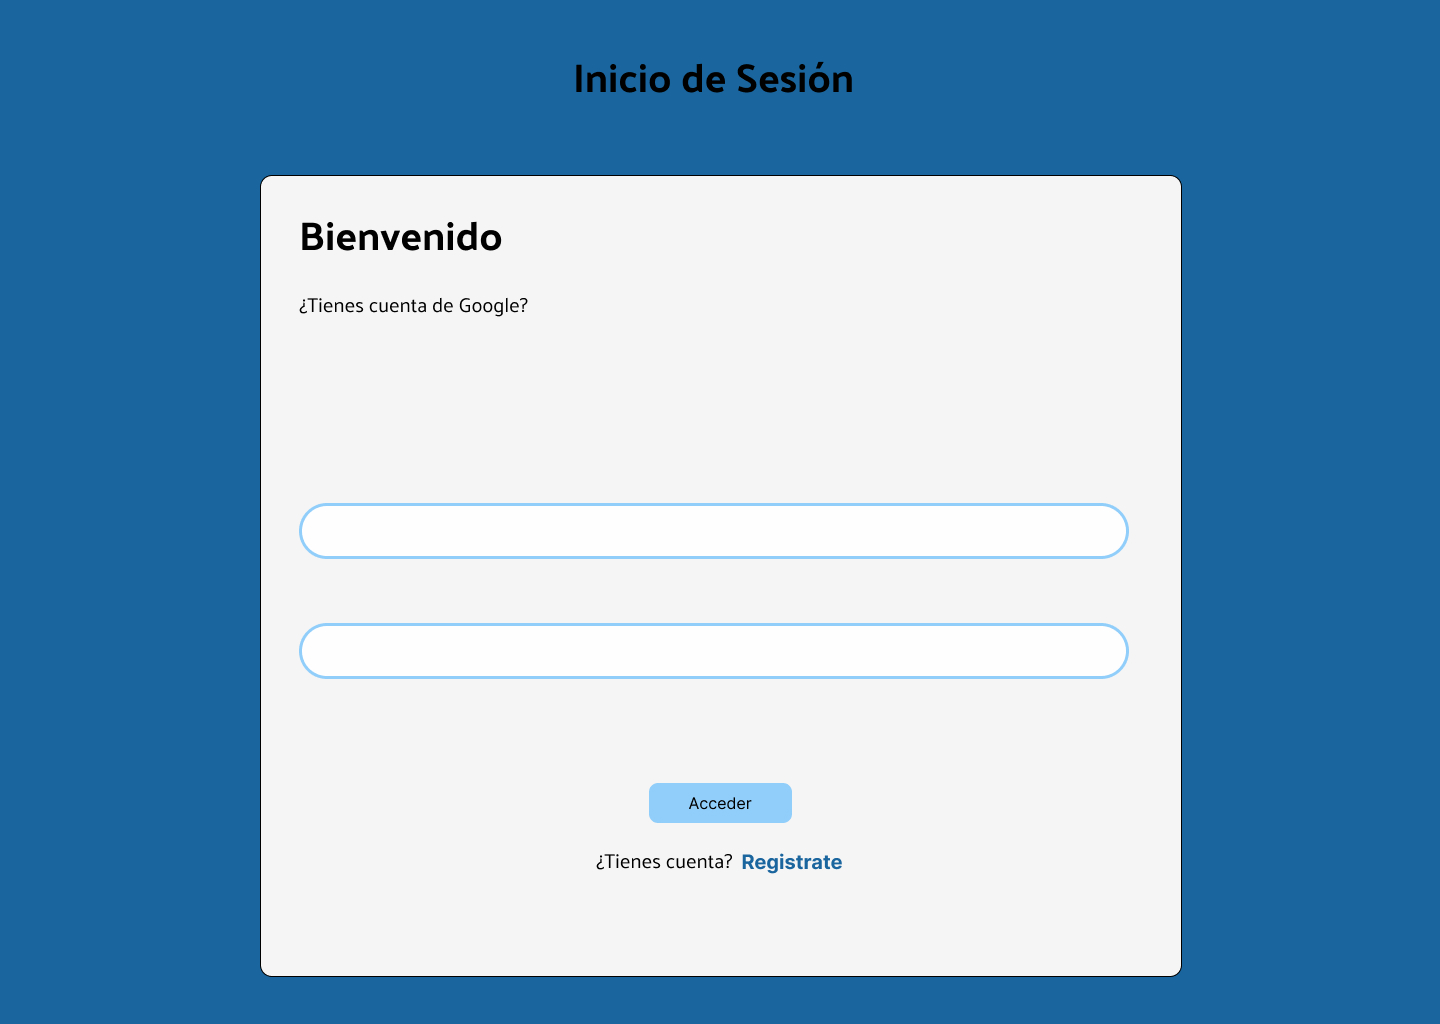 Inicio de Sesión
Bienvenido
¿Tienes cuenta de Google?
Acceder
¿Tienes cuenta? Registrate